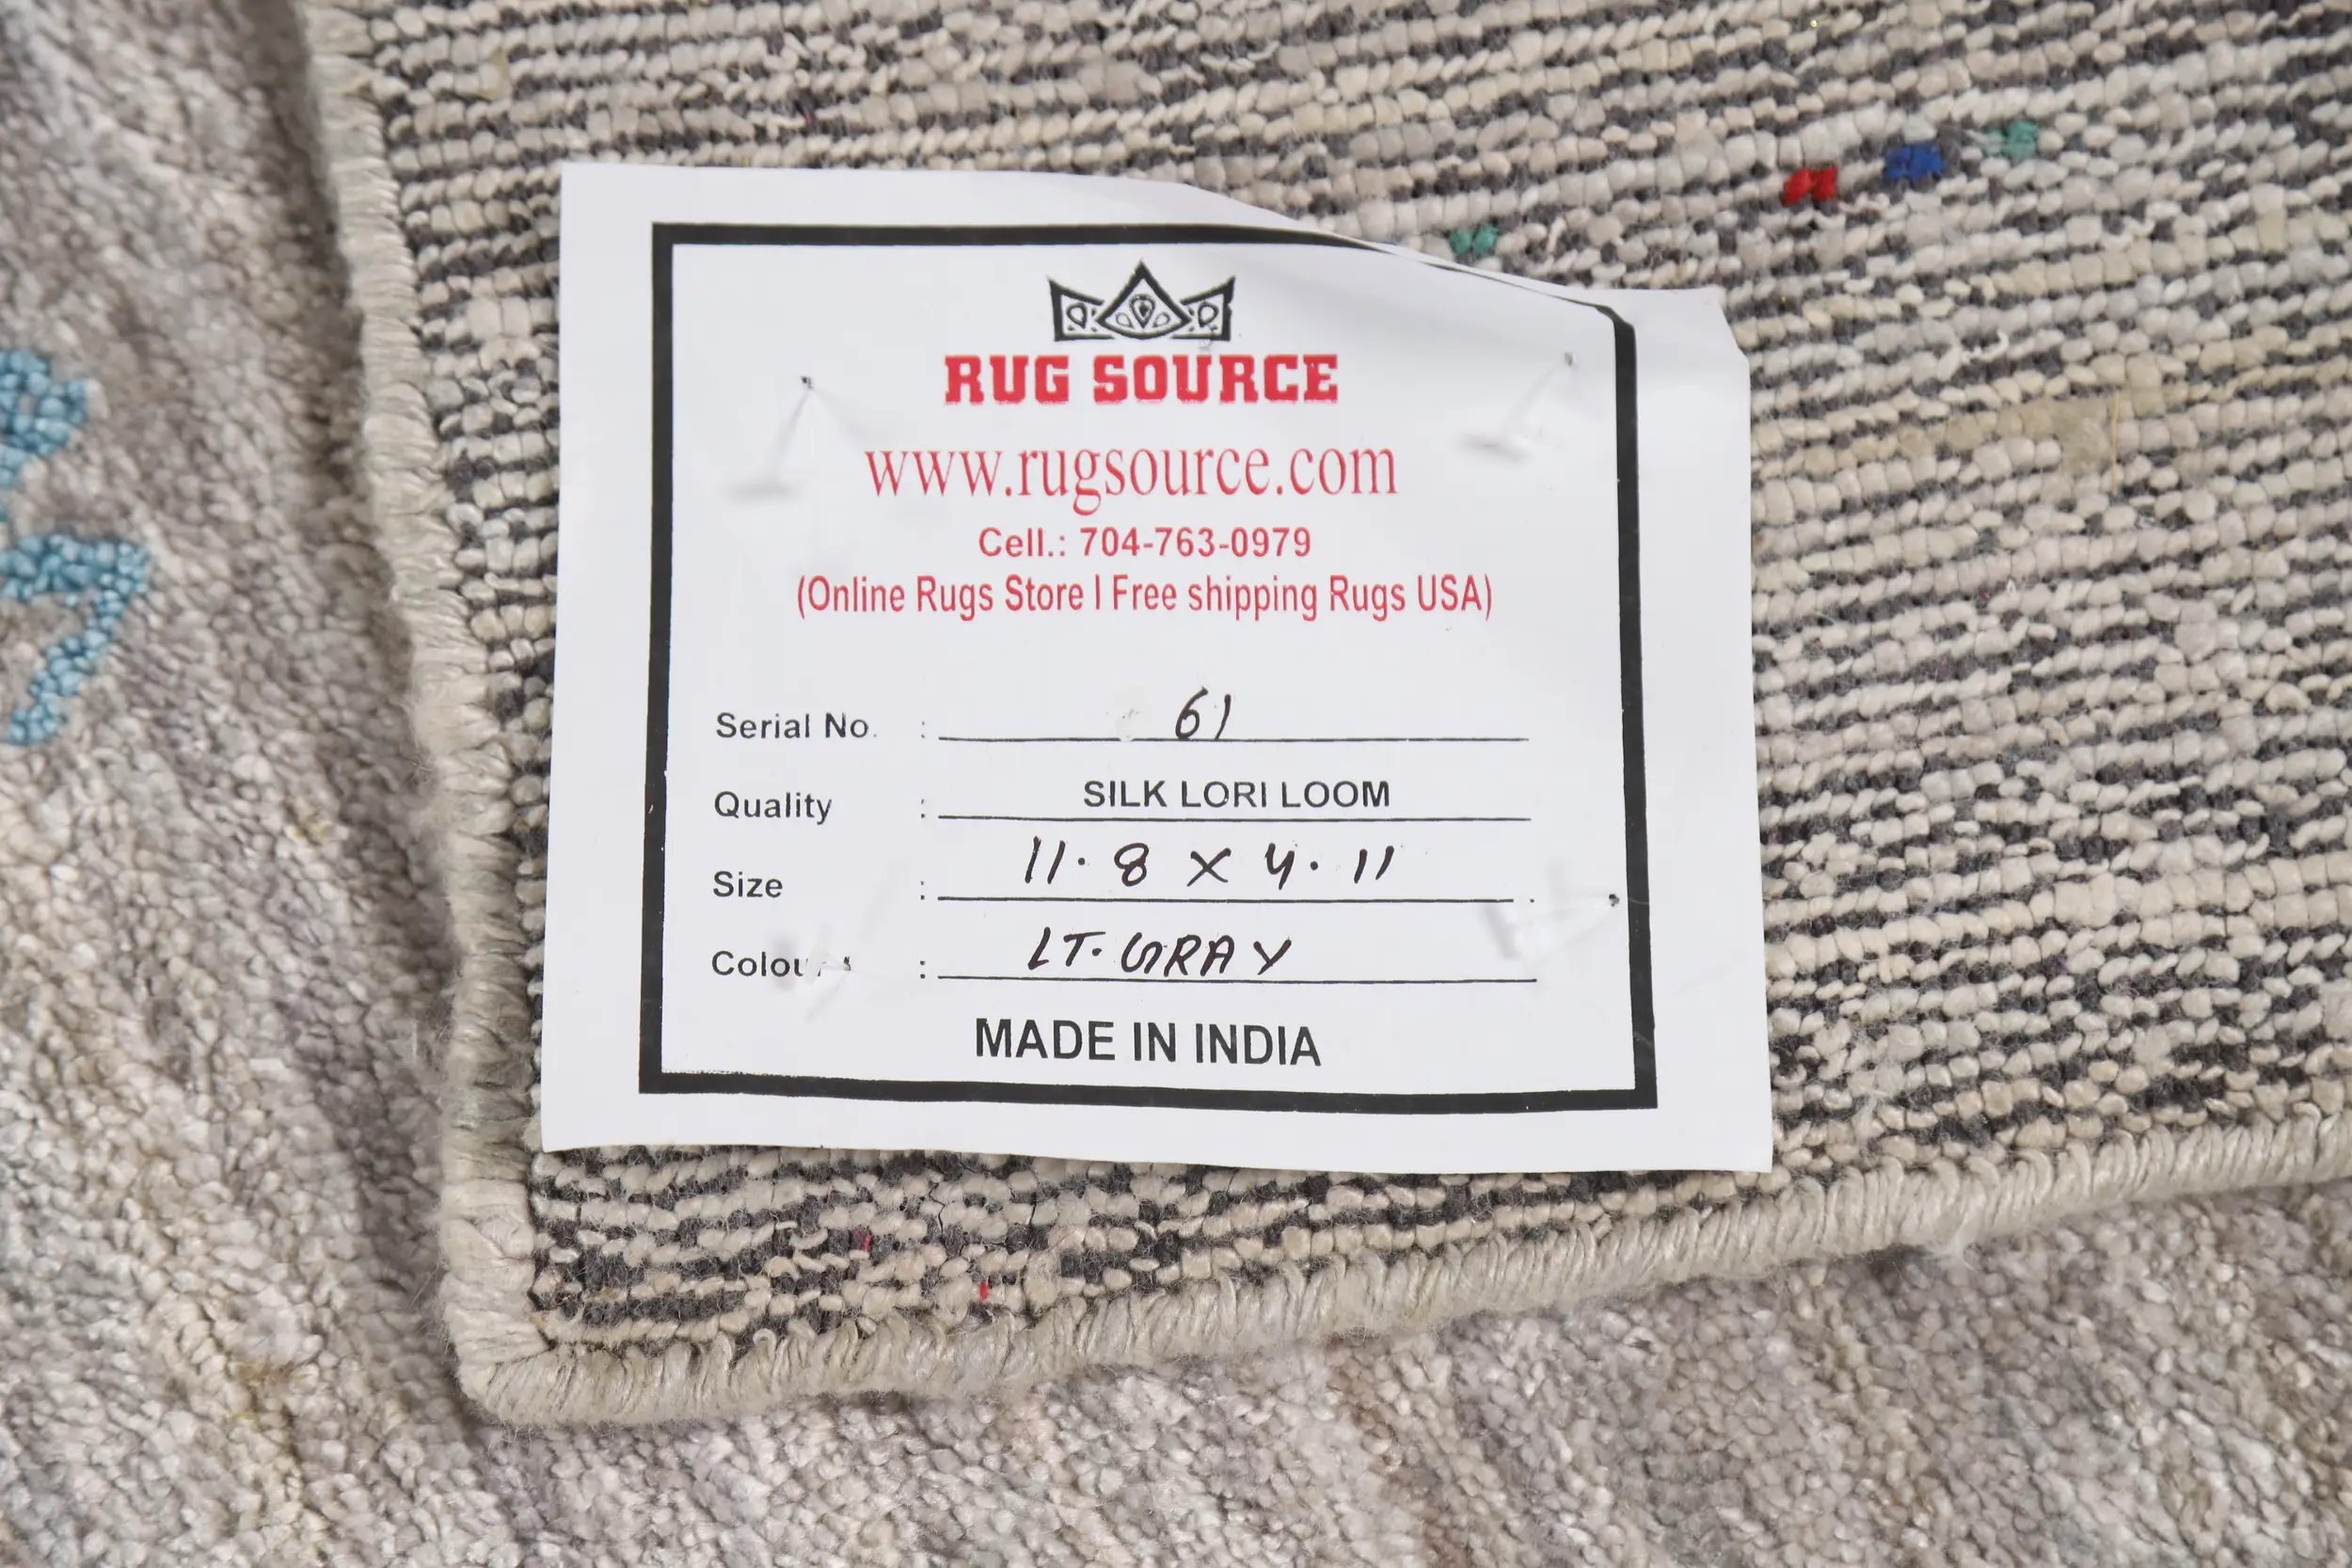 RUG SOURCE
www.rugsource.com
Cell.: 704-763-0979
(Online Rugs Store | Free shipping Rugs USA)
Serial No. : 61
Quality : SILK LORI LOOM
Size : 11.8 X 4.11
Colour : LT. GRAY
MADE IN INDIA